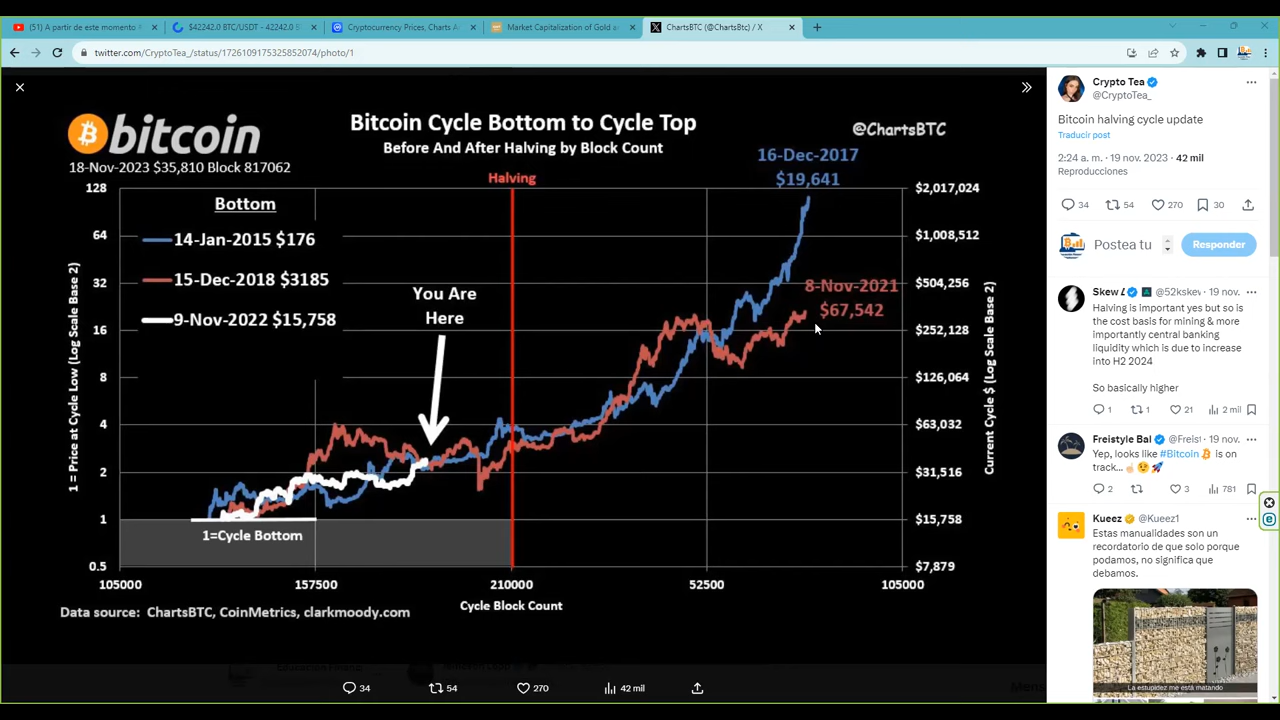 (51) A partir de este momento
$42242.0 BTC/USDT - 42242.0 B
Cryptocurrency Prices, Charts A
Market Capitalization of Gold a
ChartsBTC (@ChartsBtc) / X
twitter.com/CryptoTea_/status/1726109175325852074/photo/1
bitcoin
18-Nov-2023 $35,810 Block 817062
Bitcoin Cycle Bottom to Cycle Top
Before And After Halving by Block Count
@ChartsBTC
16-Dec-2017
$19,641
Halving
Bottom
14-Jan-2015 $176
15-Dec-2018 $3185
9-Nov-2022 $15,758
You Are
Here
8-Nov-2021
$67,542
1 = Price at Cycle Low (Log Scale Base 2)
128
64
32
16
8
4
2
1
0.5
$2,017,024
$1,008,512
$504,256
$252,128
$126,064
$63,032
$31,516
$15,758
$7,879
Current Cycle $ (Log Scale Base 2)
1=Cycle Bottom
105000
157500
210000
52500
105000
Cycle Block Count
Data source: ChartsBTC, CoinMetrics, clarkmoody.com
34
54
270
42 mil
Crypto Tea
@CryptoTea_
Bitcoin halving cycle update
Traducir post
2:24 a. m. · 19 nov. 2023 · 42 mil
Reproducciones
34
54
270
30
Postea tu
Responder
Skew @52kskew · 19 nov.
Halving is important yes but so is
the cost basis for mining & more
importantly central banking
liquidity which is due to increase
into H2 2024
So basically higher
1
1
21
2 mil
Freistyle Bal @Freist · 19 nov.
Yep, looks like #Bitcoin is on
track...
2
3
781
Kueez @Kueez1
Estas manualidades son un
recordatorio de que solo porque
podamos, no significa que
debamos.
La estupidez me está matando